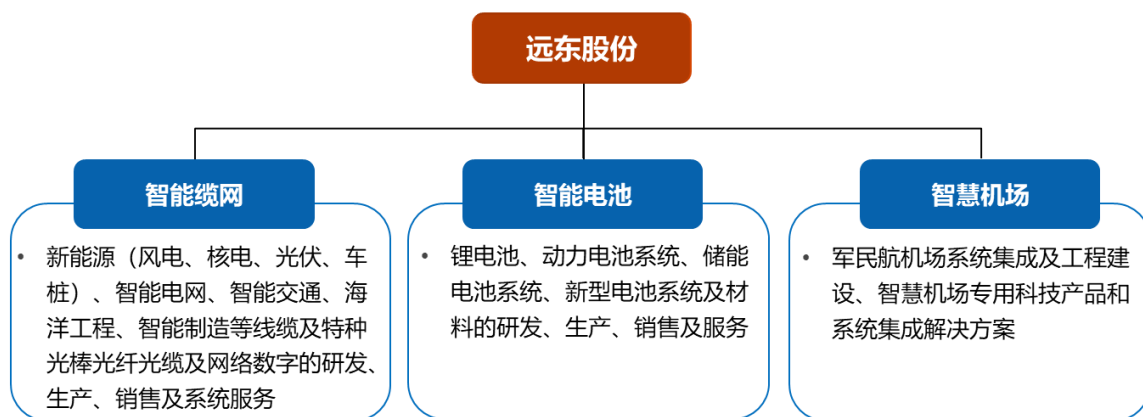 远东股份
智能缆网
• 新能源（风电、核电、光伏、车
桩）、智能电网、智能交通、海
洋工程、智能制造等线缆及特种
光棒光纤光缆及网络数字的研发、
生产、销售及系统服务
智能电池
• 锂电池、动力电池系统、储能
电池系统、新型电池系统及材
料的研发、生产、销售及服务
智慧机场
• 军民航机场系统集成及工程建
设、智慧机场专用科技产品和
系统集成解决方案